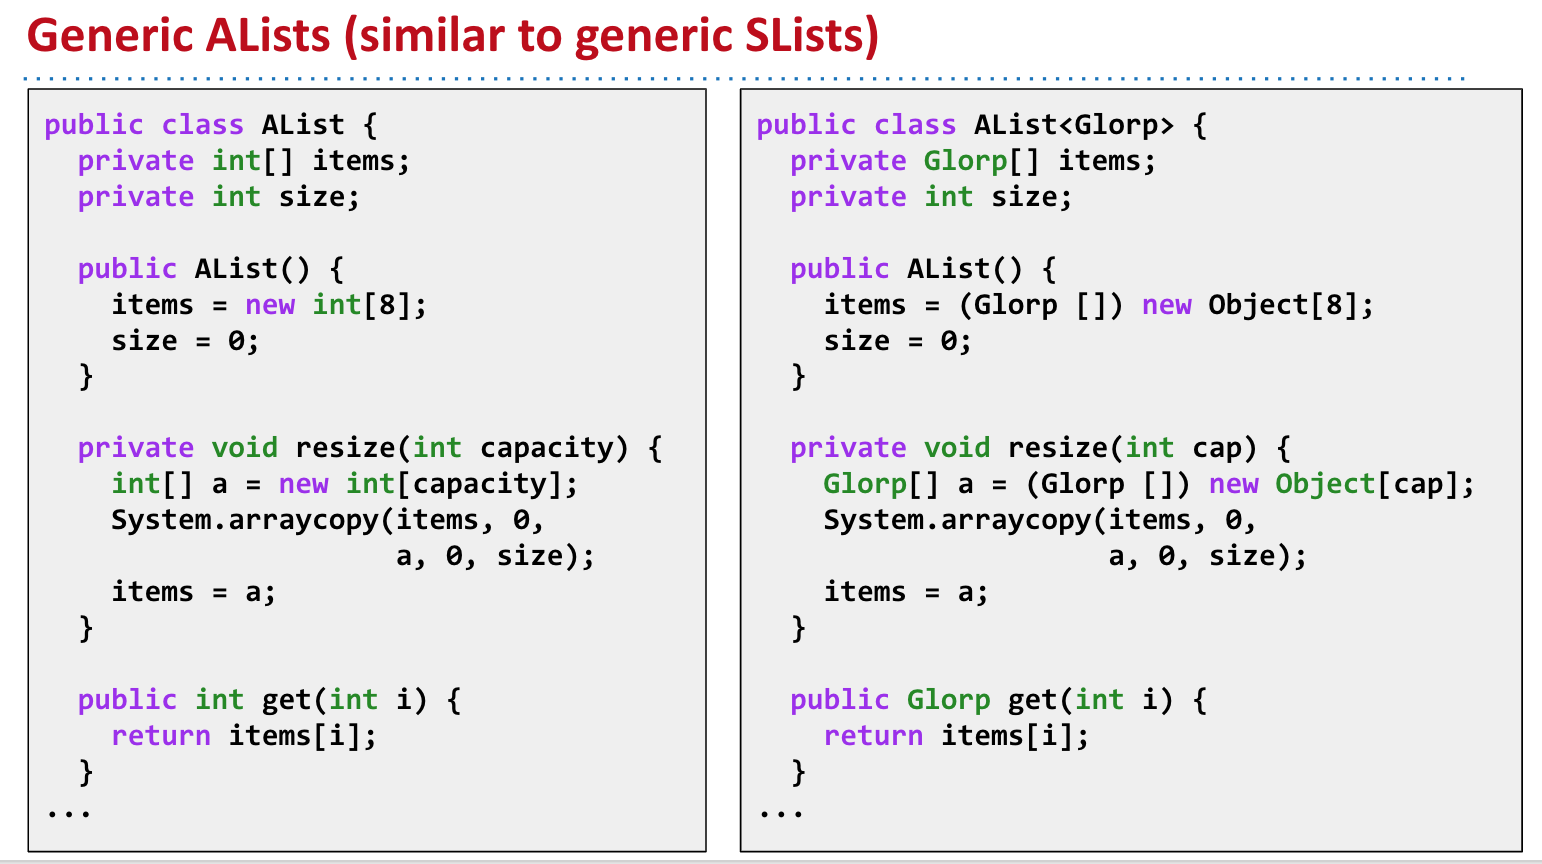 Generic ALists (similar to generic SLists)
public class AList {
  private int[] items;
  private int size;

  public AList() {
    items = new int[8];
    size = 0;
  }

  private void resize(int capacity) {
    int[] a = new int[capacity];
    System.arraycopy(items, 0,
                     a, 0, size);
    items = a;
  }

  public int get(int i) {
    return items[i];
  }
...
public class AList<Glorp> {
  private Glorp[] items;
  private int size;

  public AList() {
    items = (Glorp []) new Object[8];
    size = 0;
  }

  private void resize(int cap) {
    Glorp[] a = (Glorp []) new Object[cap];
    System.arraycopy(items, 0,
                     a, 0, size);
    items = a;
  }

  public Glorp get(int i) {
    return items[i];
  }
...